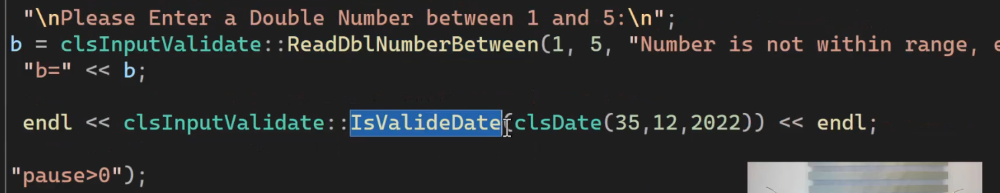 "\nPlease Enter a Double Number between 1 and 5:\n";
b = clsInputValidate::ReadDblNumberBetween(1, 5, "Number is not within range,
"b=" << b;
endl << clsInputValidate::IsValideDate(clsDate(35,12,2022)) << endl;
"pause>0");